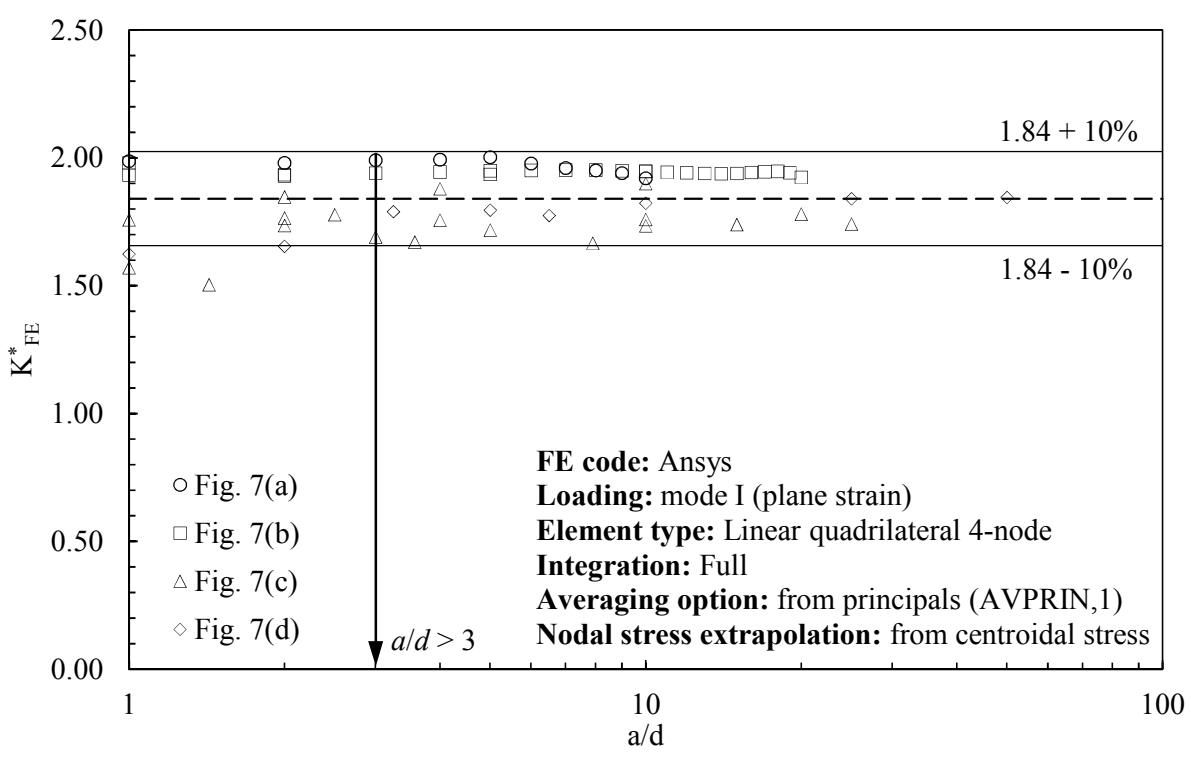 2.50
2.00
1.50
1.00
0.50
0.00
K*FE
1.84 + 10%
1.84 - 10%
Fig. 7(a)
Fig. 7(b)
Fig. 7(c)
Fig. 7(d)
FE code: Ansys
Loading: mode I (plane strain)
Element type: Linear quadrilateral 4-node
Integration: Full
Averaging option: from principals (AVPRIN,1)
Nodal stress extrapolation: from centroidal stress
a/d > 3
1
10
100
a/d